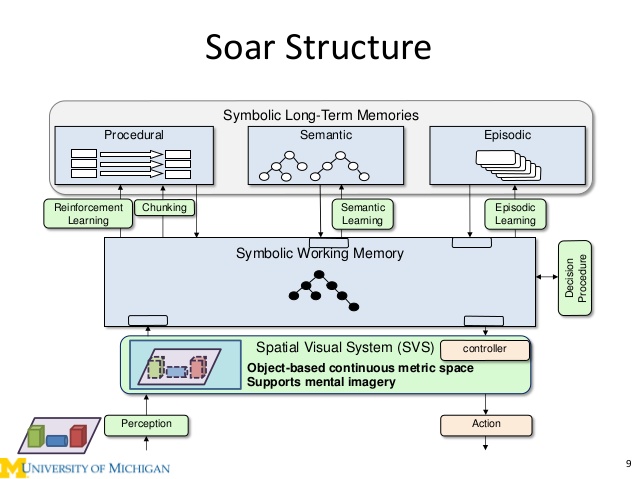 Soar Structure
Symbolic Long-Term Memories
Procedural
Semantic
Episodic
Reinforcement
Learning
Chunking
Semantic
Learning
Episodic
Learning
Symbolic Working Memory
Decision
Procedure
Spatial Visual System (SVS)
controller
Object-based continuous metric space
Supports mental imagery
Perception
Action
M UNIVERSITY OF MICHIGAN
9